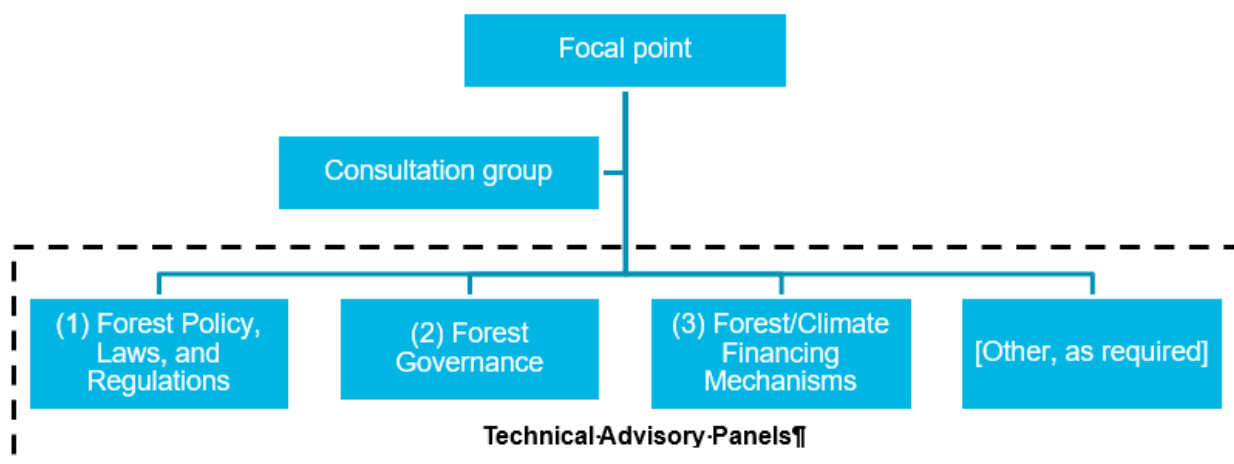 Focal point
Consultation group
(1) Forest Policy,
Laws, and
Regulations
(2) Forest
Governance
(3) Forest/Climate
Financing
Mechanisms
[Other, as required]
Technical·Advisory·Panels¶